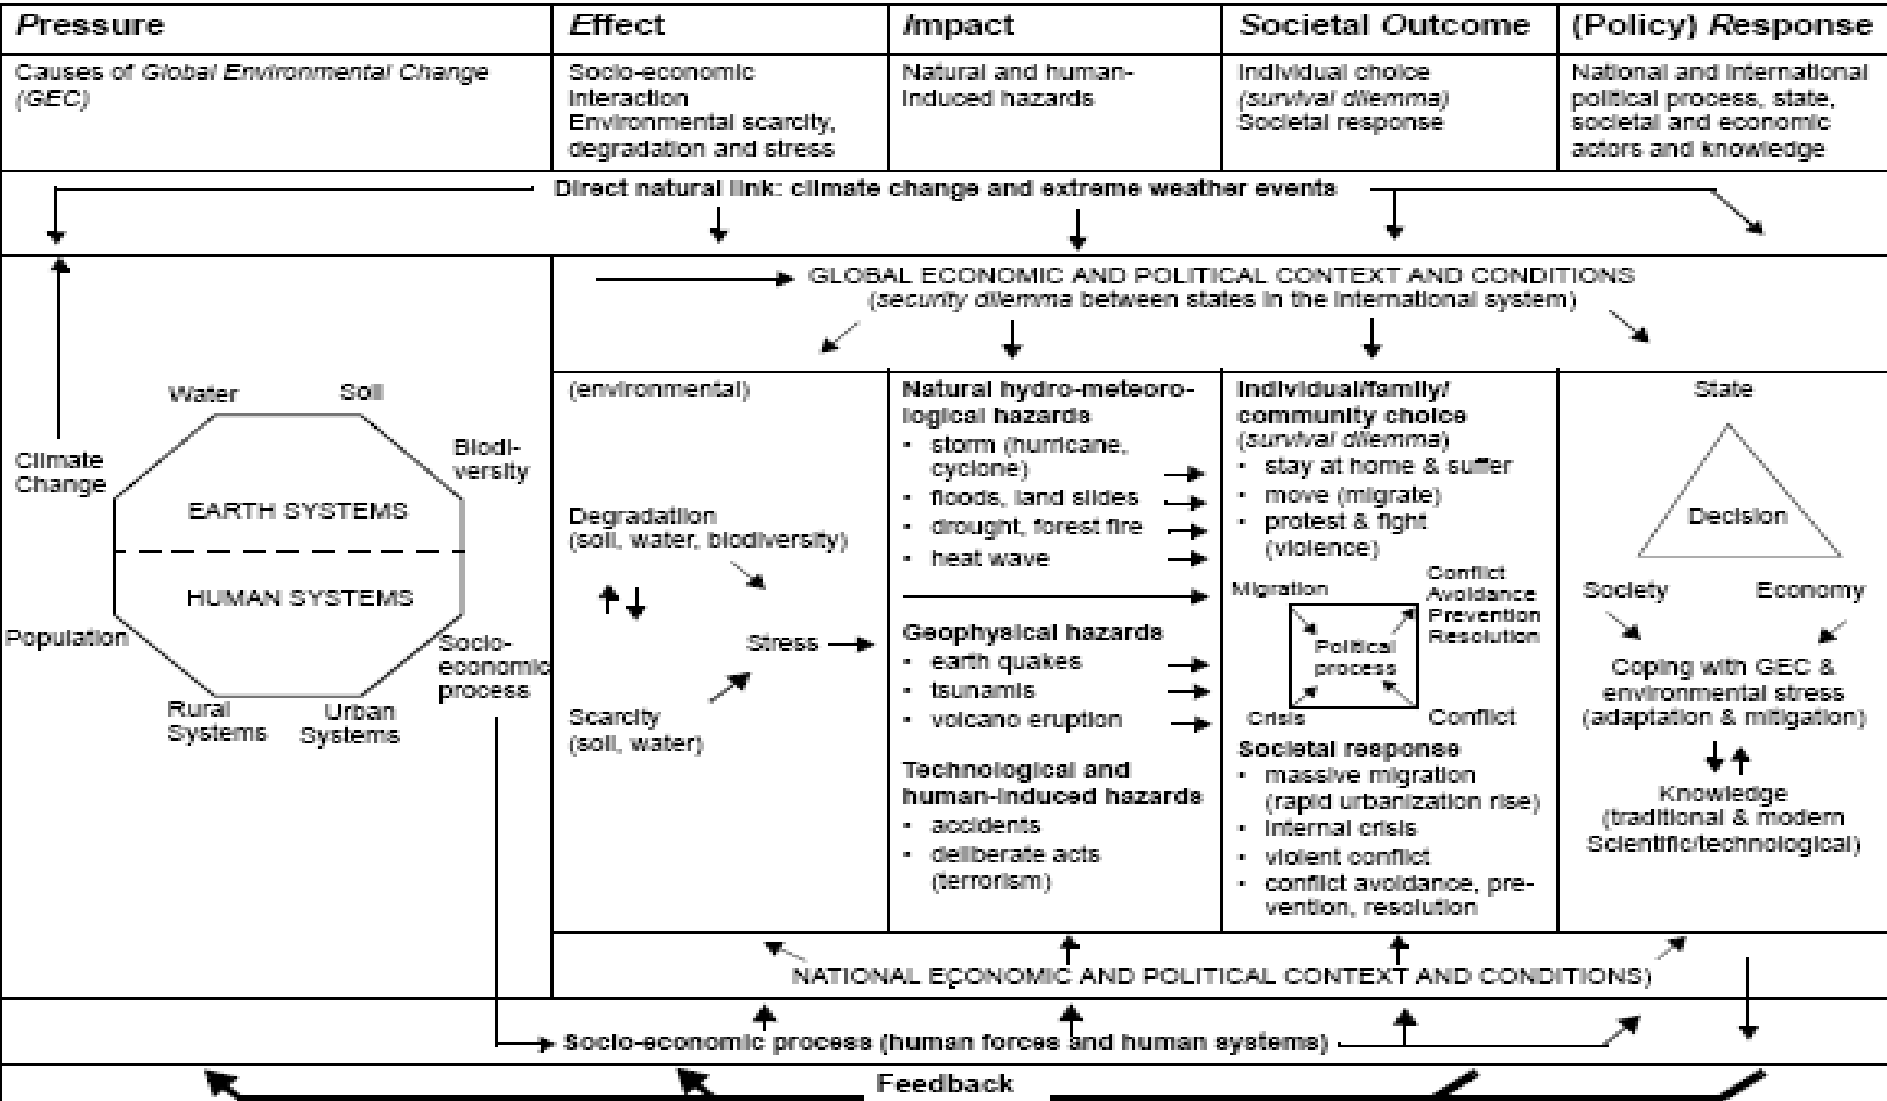 Pressure
Effect
Impact
Societal Outcome
(Policy) Response
Causes of Global Environmental Change
(GEC)
Socio-economic
interaction
Environmental scarcity,
degradation and stress
Natural and human-
induced hazards
Individual choice
(survival dilemma)
Societal response
National and international
political process, state,
societal and economic
actors and knowledge
Direct natural link: climate change and extreme weather events
GLOBAL ECONOMIC AND POLITICAL CONTEXT AND CONDITIONS
(security dilemma between states in the international system)
Water
Soil
Climate
Change
Biodi-
versity
EARTH SYSTEMS
HUMAN SYSTEMS
Population
Socio-
economic
process
Rural
Systems
Urban
Systems
(environmental)
Degradatiion
(soil, water, biodiversity)
Stress
Scarcity
(soil, water)
Natural hydro-meteoro-
logical hazards
• storm (hurricane,
cyclone)
• floods, land slides
• drought, forest fire
• heat wave
Geophysical hazards
• earth quakes
• tsunamis
• volcano eruption
Technological and
human-induced hazards
• accidents
• deliberate acts
(terrorism)
Individual/family/
community choice
(survival dilemma)
• stay at home & suffer
• move (migrate)
• protest & fight
(violence)
Migration
Conflict
Avoidance
Prevention
Resolution
Political
process
Crisis
Conflict
Societal response
• massive migration
(rapid urbanization rise)
• internal crisis
• violent conflict
• conflict avoidance, pre-
vention, resolution
State
Decision
Society
Economy
Coping with GEC &
environmental stress
(adaptation & mitigation)
Knowledge
(traditional & modern
Scientific/technological)
NATIONAL ECONOMIC AND POLITICAL CONTEXT AND CONDITIONS)
Socio-economic process (human forces and human systems)
Feedback